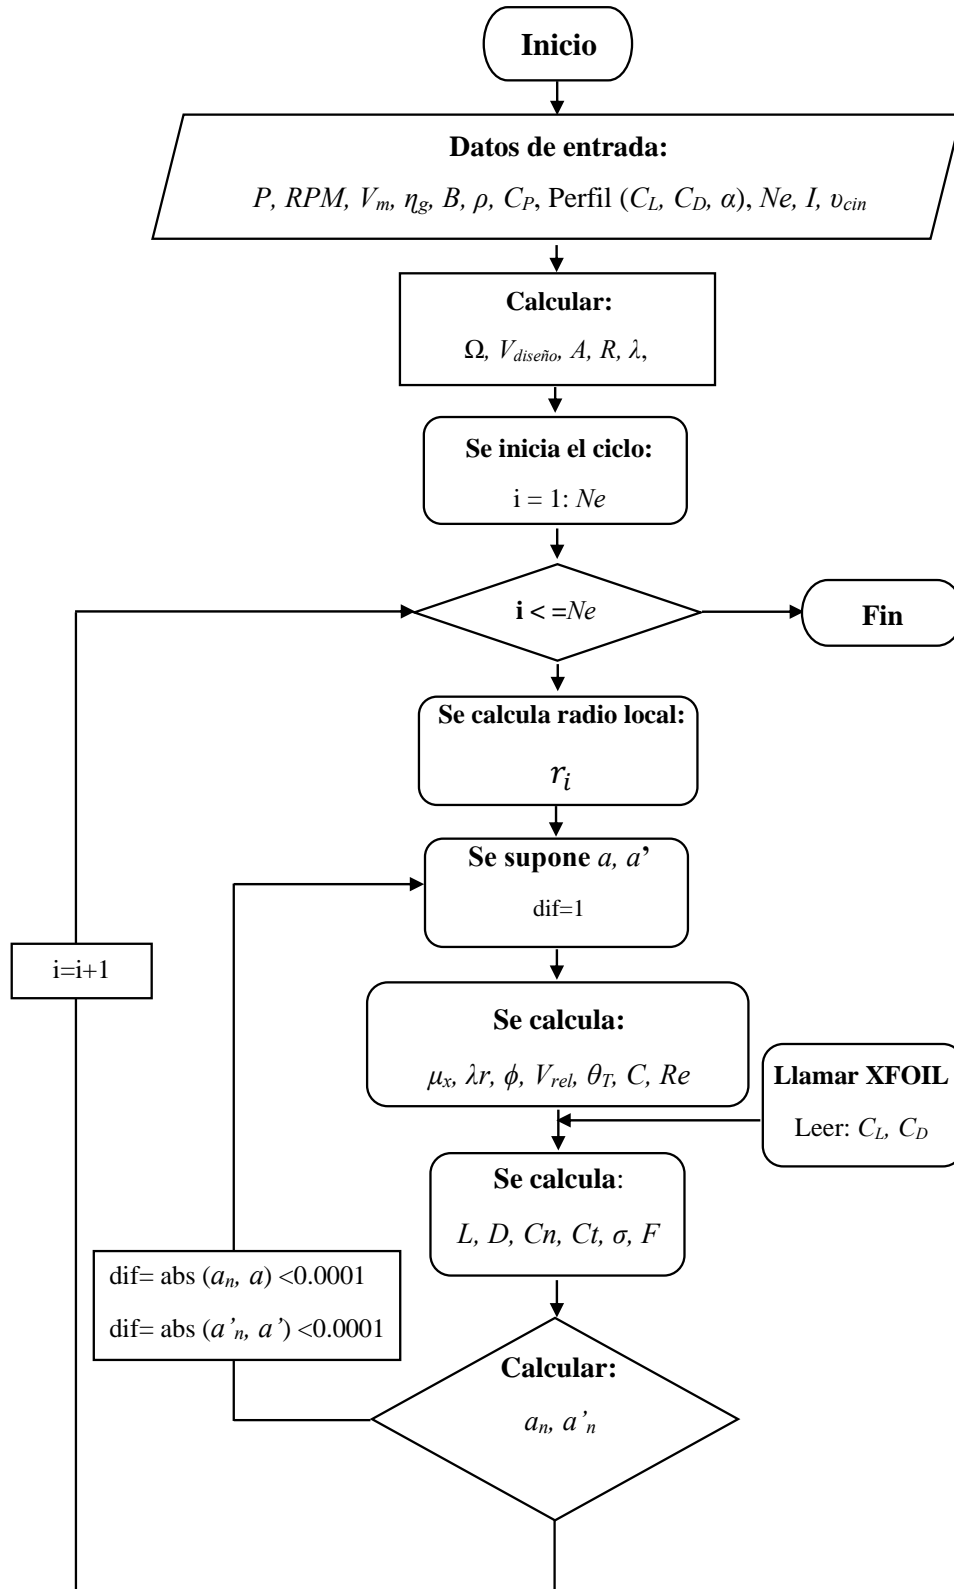 Inicio
Datos de entrada:
P, RPM, Vm, ηg, B, ρ, CP, Perfil (CL, CD, α), Ne, I, υcin
Calcular:
Ω, Vdiseño, A, R, λ,
Se inicia el ciclo:
i = 1: Ne
i < =Ne
Fin
Se calcula radio local:
ri
Se supone a, a’
dif=1
i=i+1
Se calcula:
μx, λr, ϕ, Vrel, θT, C, Re
Llamar XFOIL
Leer: CL, CD
Se calcula:
L, D, Cn, Ct, σ, F
dif= abs (an, a) <0.0001
dif= abs (a’n, a’) <0.0001
Calcular:
an, a’n